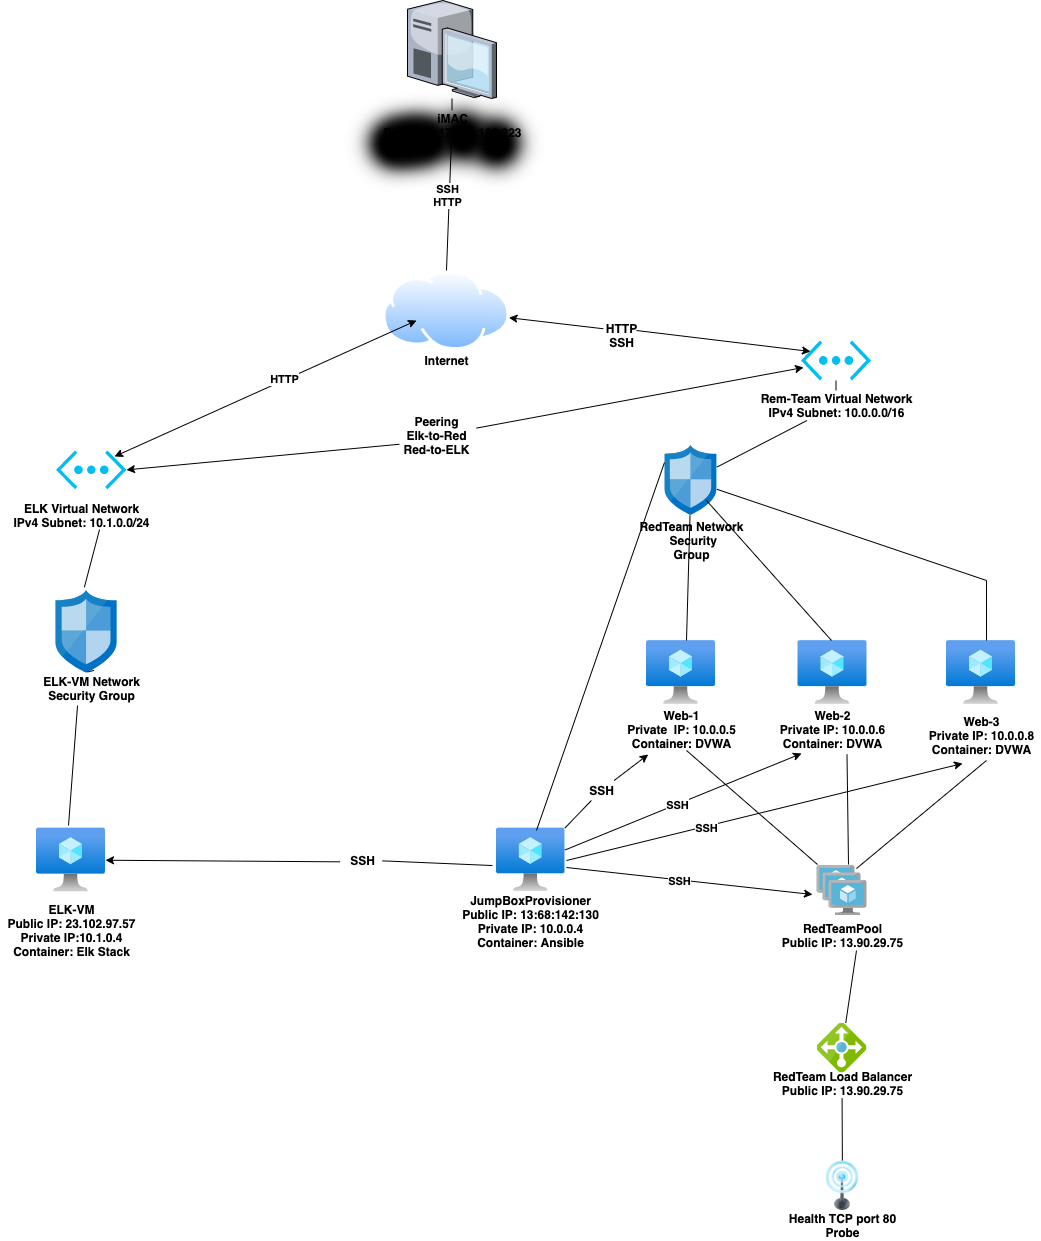 iMAC
SSH
HTTP
Internet
HTTP
SSH
HTTP
Rem-Team Virtual Network
IPv4 Subnet: 10.0.0.0/16
Peering
Elk-to-Red
Red-to-ELK
ELK Virtual Network
IPv4 Subnet: 10.1.0.0/24
RedTeam Network
Security
Group
ELK-VM Network
Security Group
Web-1
Private IP: 10.0.0.5
Container: DVWA
Web-2
Private IP: 10.0.0.6
Container: DVWA
Web-3
Private IP: 10.0.0.8
Container: DVWA
SSH
SSH
SSH
SSH
SSH
ELK-VM
Public IP: 23.102.97.57
Private IP:10.1.0.4
Container: Elk Stack
JumpBoxProvisioner
Public IP: 13:68:142:130
Private IP: 10.0.0.4
Container: Ansible
RedTeamPool
Public IP: 13.90.29.75
RedTeam Load Balancer
Public IP: 13.90.29.75
Health TCP port 80
Probe